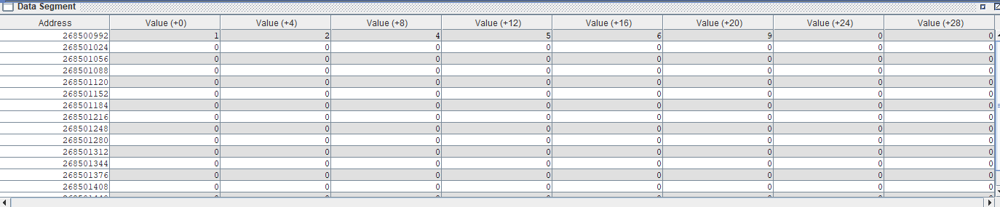 Data Segment
Address Value (+0) Value (+4) Value (+8) Value (+12) Value (+16) Value (+20) Value (+24) Value (+28)
268500992 1 2 4 5 6 9 0 0
268501024 0 0 0 0 0 0 0 0
268501056 0 0 0 0 0 0 0 0
268501088 0 0 0 0 0 0 0 0
268501120 0 0 0 0 0 0 0 0
268501152 0 0 0 0 0 0 0 0
268501184 0 0 0 0 0 0 0 0
268501216 0 0 0 0 0 0 0 0
268501248 0 0 0 0 0 0 0 0
268501280 0 0 0 0 0 0 0 0
268501312 0 0 0 0 0 0 0 0
268501344 0 0 0 0 0 0 0 0
268501376 0 0 0 0 0 0 0 0
268501408 0 0 0 0 0 0 0 0